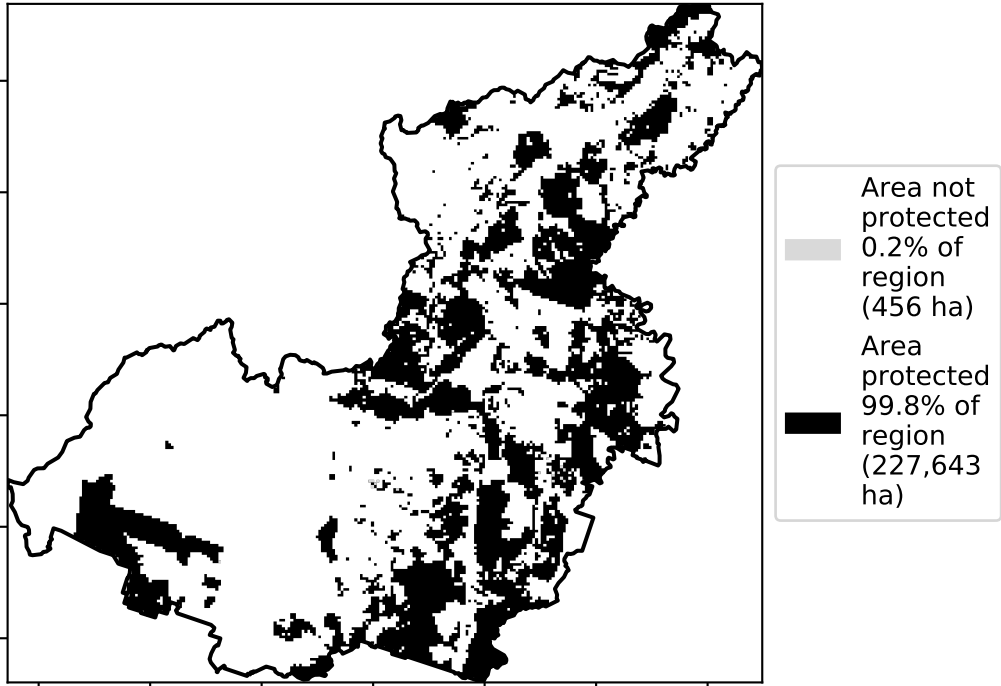 Area not
protected
0.2% of
region
(456 ha)
Area
protected
99.8% of
region
(227,643
ha)